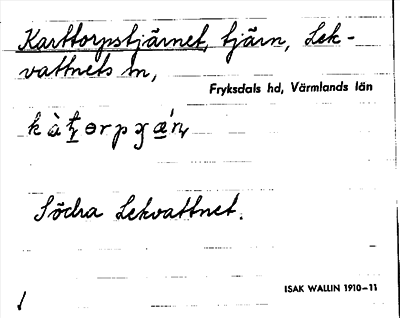 Karttorpstjärnet, tjärn, Lek-
vattnets sn,
Fryksdals hd, Värmlands län
Södra Lekvattnet.
ISAK WALLIN 1910–11